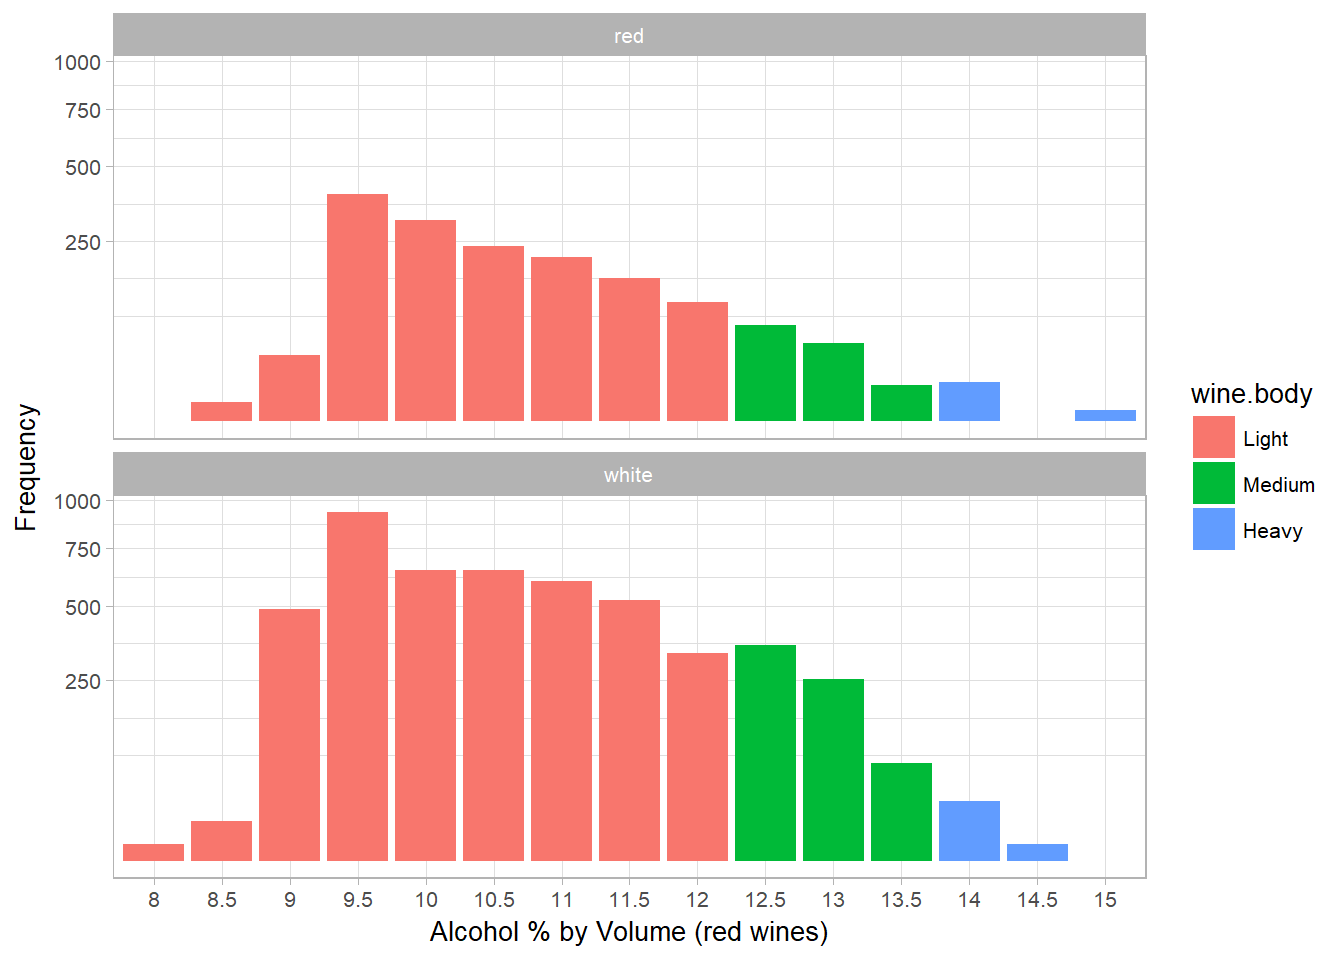 red
1000
750
500
250
Frequency
white
1000
750
500
250
8 8.5 9 9.5 10 10.5 11 11.5 12 12.5 13 13.5 14 14.5 15
Alcohol % by Volume (red wines)
wine.body
Light
Medium
Heavy